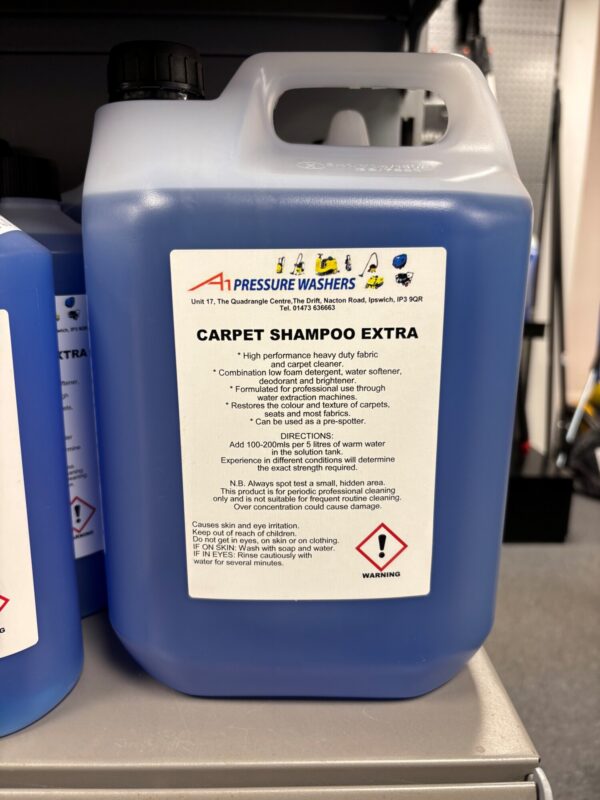 A1 PRESSURE WASHERS
Unit 17, The Quadrangle Centre,The Drift, Nacton Road, Ipswich, IP3 9QR
Tel. 01473 636663
CARPET SHAMPOO EXTRA
* High performance heavy duty fabric
and carpet cleaner.
* Combination low foam detergent, water softener,
deodorant and brightener.
* Formulated for professional use through
water extraction machines.
* Restores the colour and texture of carpets,
seats and most fabrics.
* Can be used as a pre-spotter.
DIRECTIONS:
Add 100-200mls per 5 litres of warm water
in the solution tank.
Experience in different conditions will determine
the exact strength required.
N.B. Always spot test a small, hidden area.
This product is for periodic professional cleaning
only and is not suitable for frequent routine cleaning.
Over concentration could cause damage.
Causes skin and eye irritation.
Keep out of reach of children.
Do not get in eyes, on skin or on clothing.
IF ON SKIN: Wash with soap and water.
IF IN EYES: Rinse cautiously with
water for several minutes.
!
WARNING
wich, IP3 9QR
XTRA